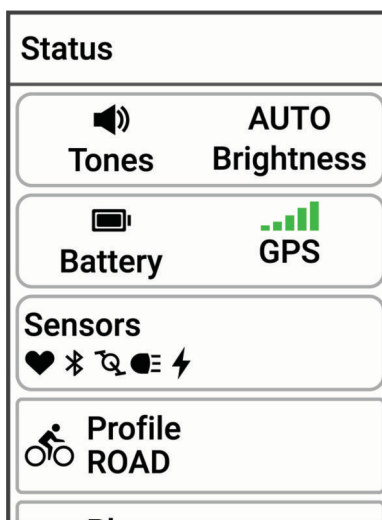 Status
Tones
AUTO
Brightness
Battery
GPS
Sensors
Profile
ROAD